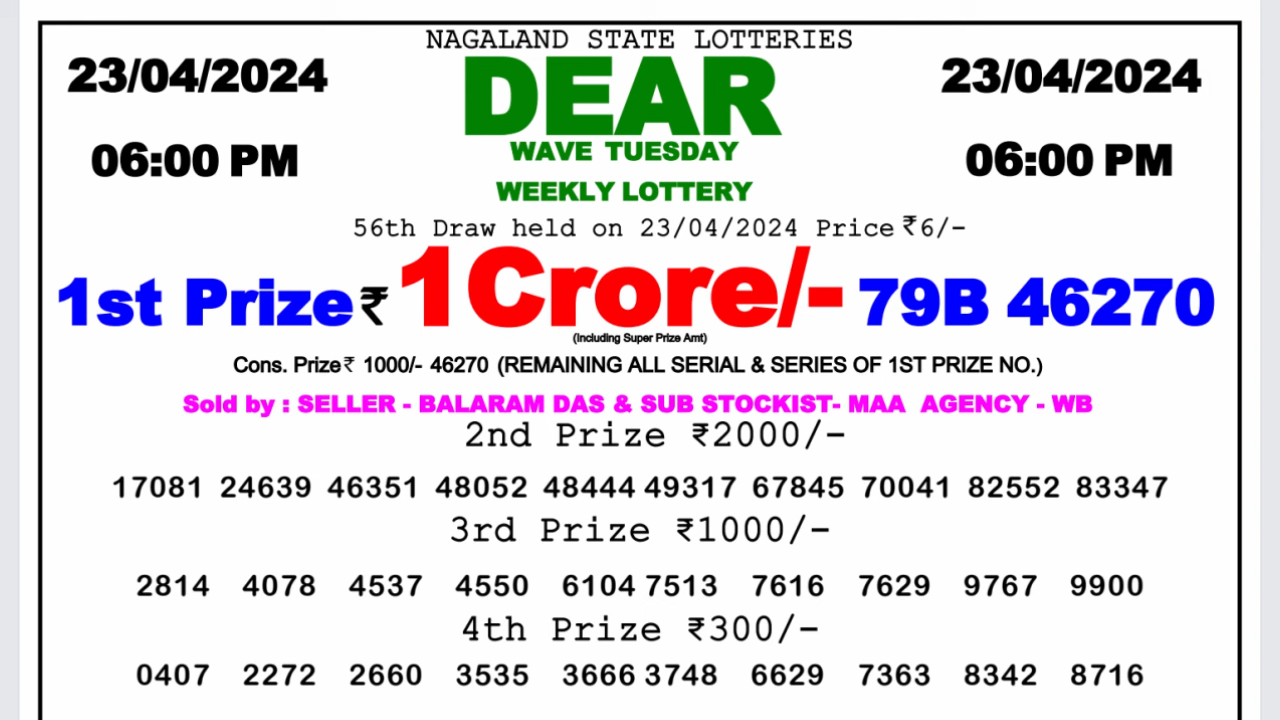 NAGALAND STATE LOTTERIES
23/04/2024 DEAR 23/04/2024
06:00 PM WAVE TUESDAY 06:00 PM
WEEKLY LOTTERY
56th Draw held on 23/04/2024 Price ₹6/-
1st Prize ₹ 1Crore/- 79B 46270
(Including Super Prize Amt)
Cons. Prize ₹ 1000/- 46270 (REMAINING ALL SERIAL & SERIES OF 1ST PRIZE NO.)
Sold by : SELLER - BALARAM DAS & SUB STOCKIST- MAA AGENCY - WB
2nd Prize ₹2000/-
17081 24639 46351 48052 48444 49317 67845 70041 82552 83347
3rd Prize ₹1000/-
2814 4078 4537 4550 6104 7513 7616 7629 9767 9900
4th Prize ₹300/-
0407 2272 2660 3535 3666 3748 6629 7363 8342 8716